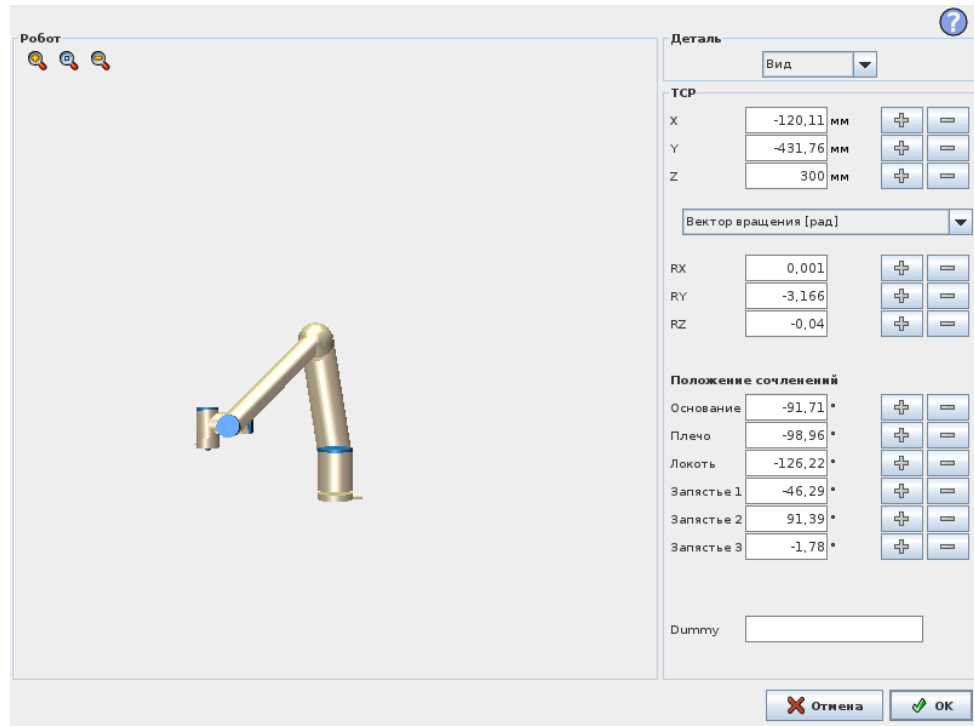 ?
Робот
Деталь
Вид
TCP
X -120,11 мм
Y -431,76 мм
Z 300 мм
Вектор вращения [рад]
RX 0,001
RY -3,166
RZ -0,04
Положение сочленений
Основание -91,71 °
Плечо -98,96 °
Локоть -126,22 °
Запястье 1 -46,29 °
Запястье 2 91,39 °
Запястье 3 -1,78 °
Dummy
Отмена OK